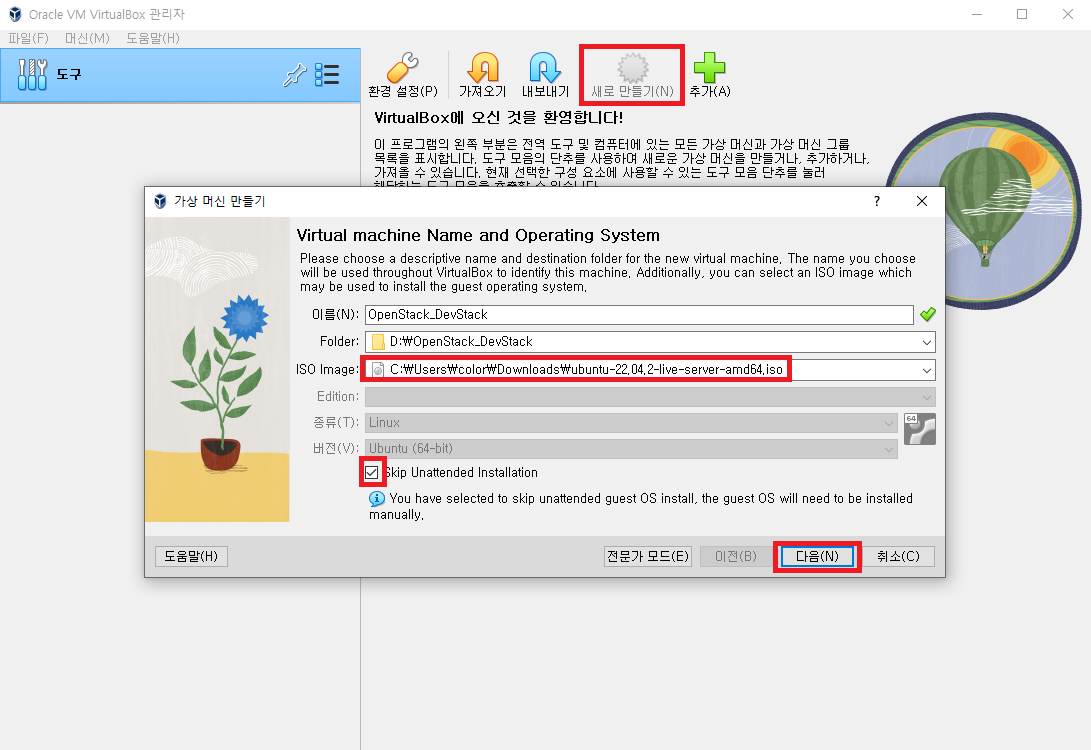 Oracle VM VirtualBox 관리자
파일(F) 머신(M) 도움말(H)
도구
환경 설정(P) 가져오기 내보내기 새로 만들기(N) 추가(A)
VirtualBox에 오신 것을 환영합니다!
이 프로그램의 왼쪽 부분은 전역 도구 및 컴퓨터에 있는 모든 가상 머신과 가상 머신 그룹
목록을 표시합니다. 도구 모음의 단추를 사용하여 새로운 가상 머신을 만들거나, 추가하거나,
가져올 수 있습니다. 현재 선택한 구성 요소에 사용할 수 있는 도구 모음 단추를 눌러
가상 머신 만들기
?
Virtual machine Name and Operating System
Please choose a descriptive name and destination folder for the new virtual machine. The name you choose
will be used throughout VirtualBox to identify this machine. Additionally, you can select an ISO image which
may be used to install the guest operating system.
이름(N): OpenStack_DevStack
Folder: D:₩OpenStack_DevStack
ISO Image: C:₩Users₩color₩Downloads₩ubuntu-22.04.2-live-server-amd64.iso
Edition:
종류(T): Linux
64
버전(V): Ubuntu (64-bit)
Skip Unattended Installation
You have selected to skip unattended guest OS install, the guest OS will need to be installed
manually.
도움말(H) 전문가 모드(E) 이전(B) 다음(N) 취소(C)